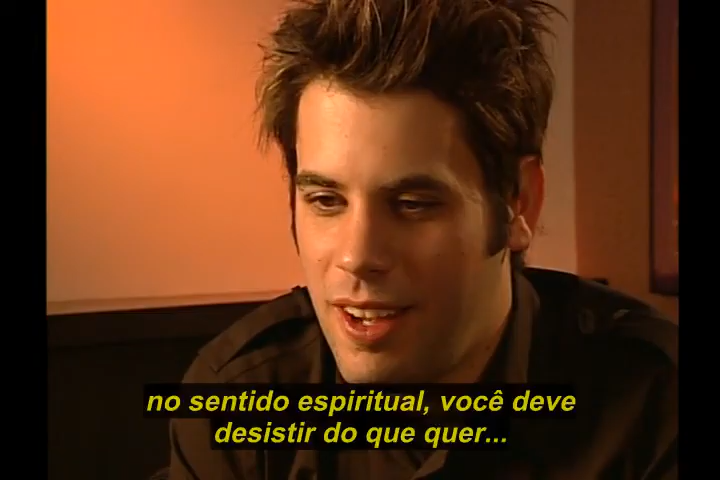 no sentido espiritual, você deve
desistir do que quer...